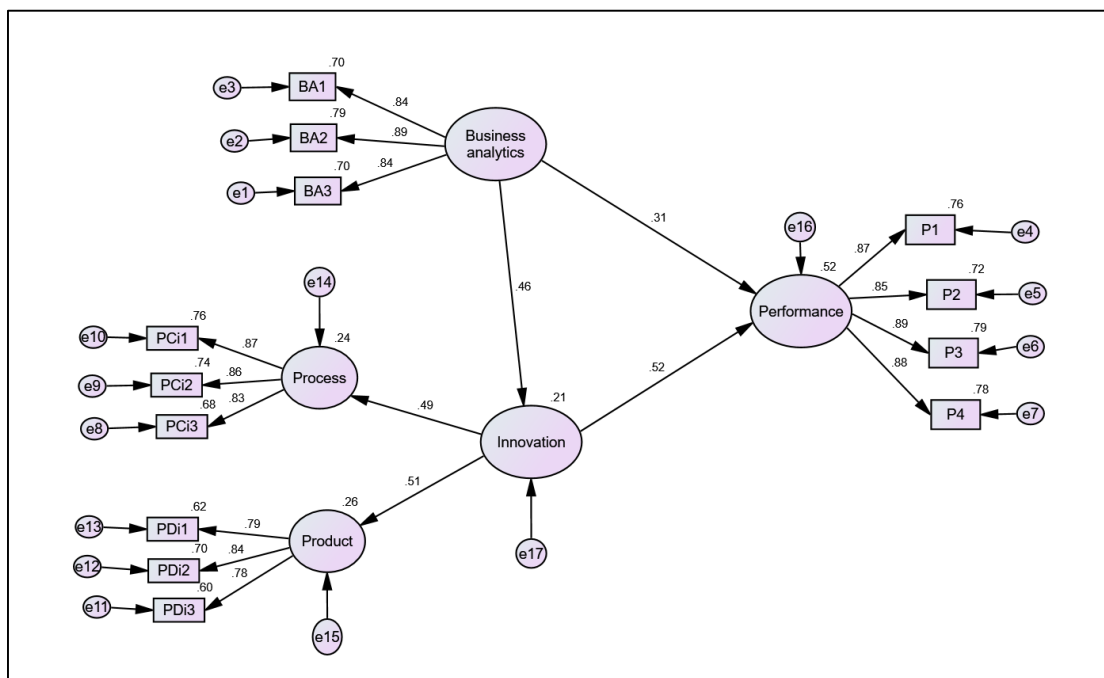 .70
e3
BA1
.84
.79
e2
BA2
.89
Business
analytics
.70
e1
BA3
.84
.31
.46
e16
.52
Performance
.76
.87
P1
e4
.72
.85
P2
e5
.79
.89
P3
e6
.78
.88
P4
e7
e14
.24
Process
.76
e10
PCi1
.87
.74
e9
PCi2
.86
.68
e8
PCi3
.83
.49
.52
.21
Innovation
e17
.51
.26
Product
e15
.62
e13
PDi1
.79
.70
e12
PDi2
.84
.60
e11
PDi3
.78